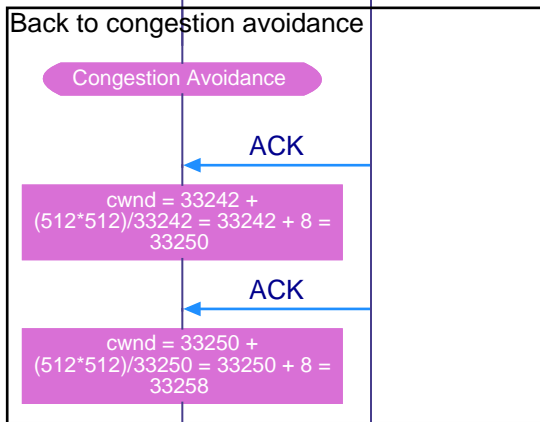 Back to congestion avoidance
Congestion Avoidance
ACK
cwnd = 33242 +
(512*512)/33242 = 33242 + 8 =
33250
ACK
cwnd = 33250 +
(512*512)/33250 = 33250 + 8 =
33258